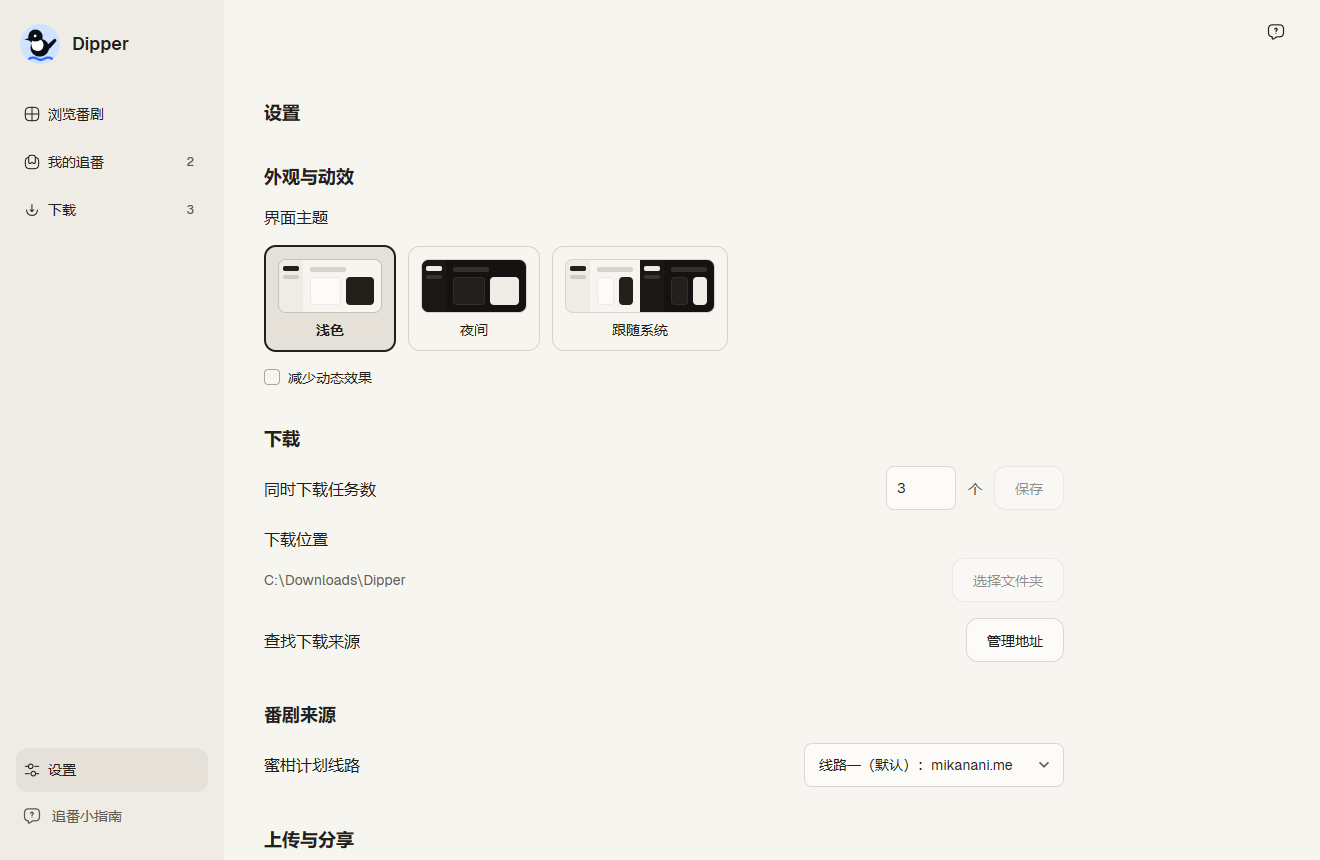 Dipper
浏览番剧
我的追番 2
下载 3
设置
追番小指南
设置
外观与动效
界面主题
浅色
夜间
跟随系统
减少动态效果
下载
同时下载任务数
3 个 保存
下载位置
C:\Downloads\Dipper
选择文件夹
查找下载来源
管理地址
番剧来源
蜜柑计划线路
线路一（默认）：mikanani.me
上传与分享